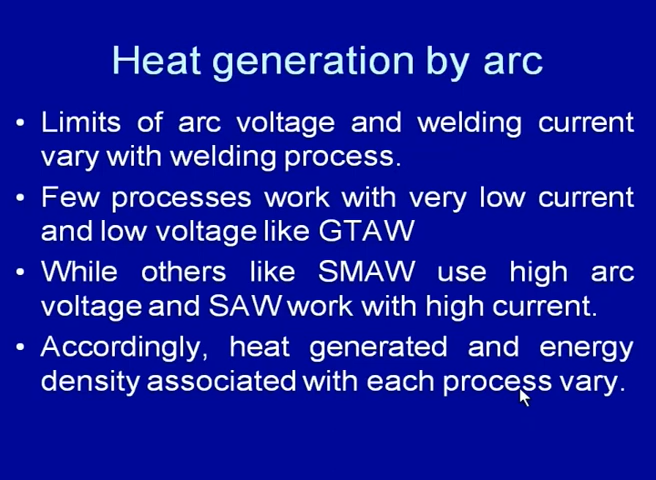 Heat generation by arc
• Limits of arc voltage and welding current
vary with welding process.
• Few processes work with very low current
and low voltage like GTAW
• While others like SMAW use high arc
voltage and SAW work with high current.
• Accordingly, heat generated and energy
density associated with each process vary.